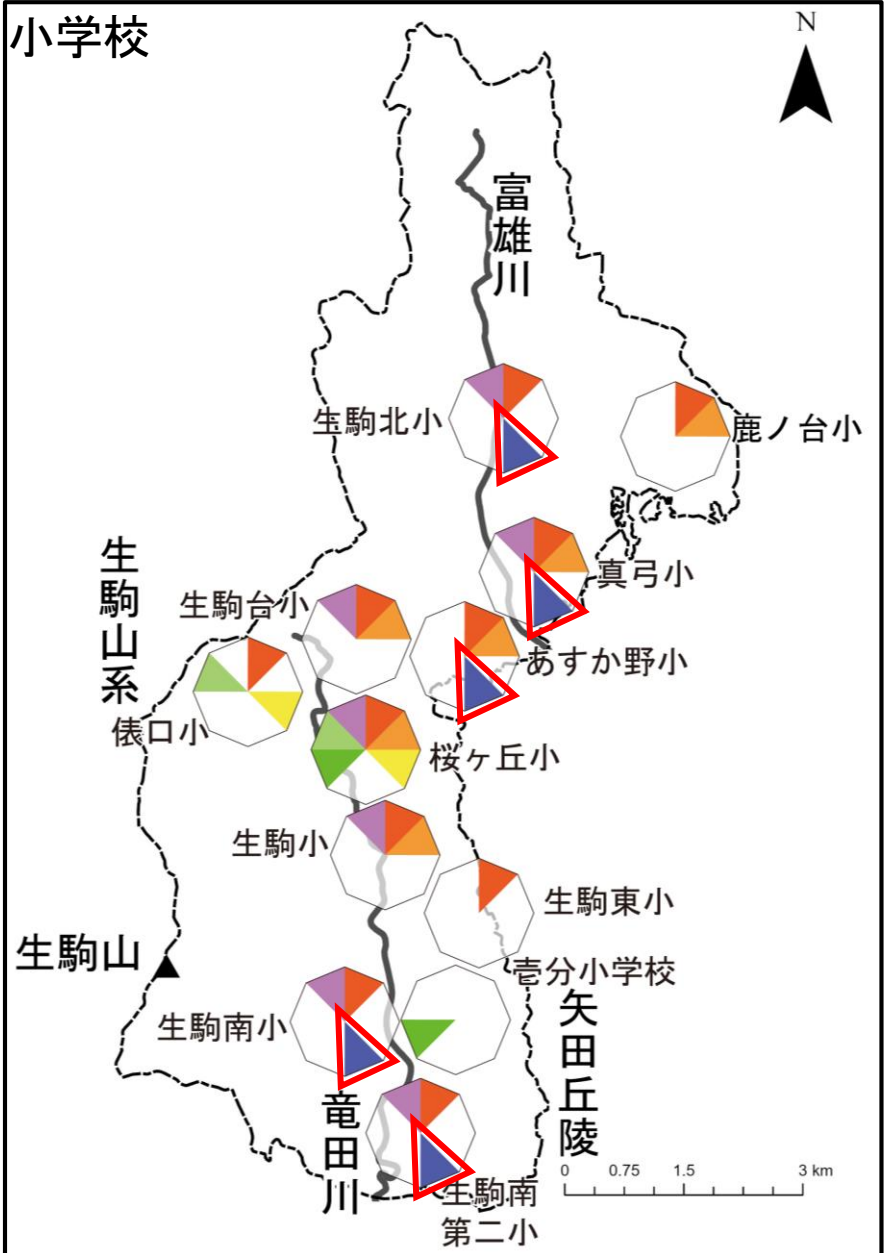 小学校
N
富雄川
生駒北小
鹿ノ台小
生駒山系
真弓小
生駒台小
あすか野小
俵口小
桜ヶ丘小
生駒小
生駒東小
生駒山
壱分小学校
生駒南小
矢田丘陵
竜田川
0 0.75 1.5 3 km
生駒南
第二小